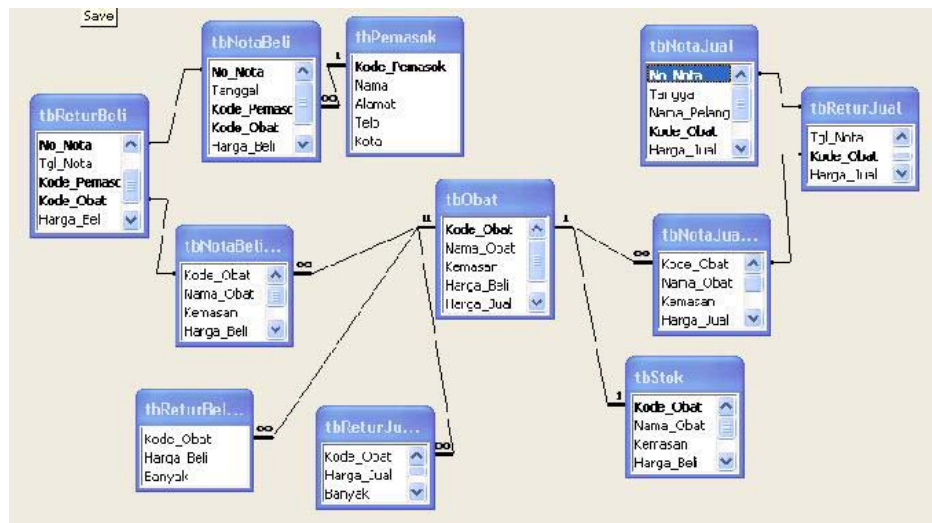 Save
tbNotaBeli
No_Nota
Tanggal
Kode_Pemasc
Kode_Obat
Harga_Beli
tbPemasok
1
Kode_Pemasok
Nama
Alamat
Telp
Kota
∞
tbNotaJual
No_Nota
Tanggal
Nama_Pelang
Kode_Obat
Harga_Jual
tbReturJual
Tgl_Nota
Kode_Obat
Harga_Jual
tbReturBeli
No_Nota
Tgl_Nota
Kode_Pemasc
Kode_Obat
Harga_Bel
tbObat
Kode_Obat
Nama_Obat
Kemasan
Harga_Beli
Harga_Jual
1
tbNotaBeli...
Kode_Obat
Nama_Obat
Kemasan
Harga_Beli
∞
tbNotaJua...
Kode_Obat
Nama_Obat
Kemasan
Harga_Jual
∞
tbStok
1
Kode_Obat
Nama_Obat
Kemasan
Harga_Beli
tbReturBel...
Kode_Obat
Harga_Beli
Banyak
∞
tbReturJu...
Kode_Obat
Harga_Jual
Banyak
∞